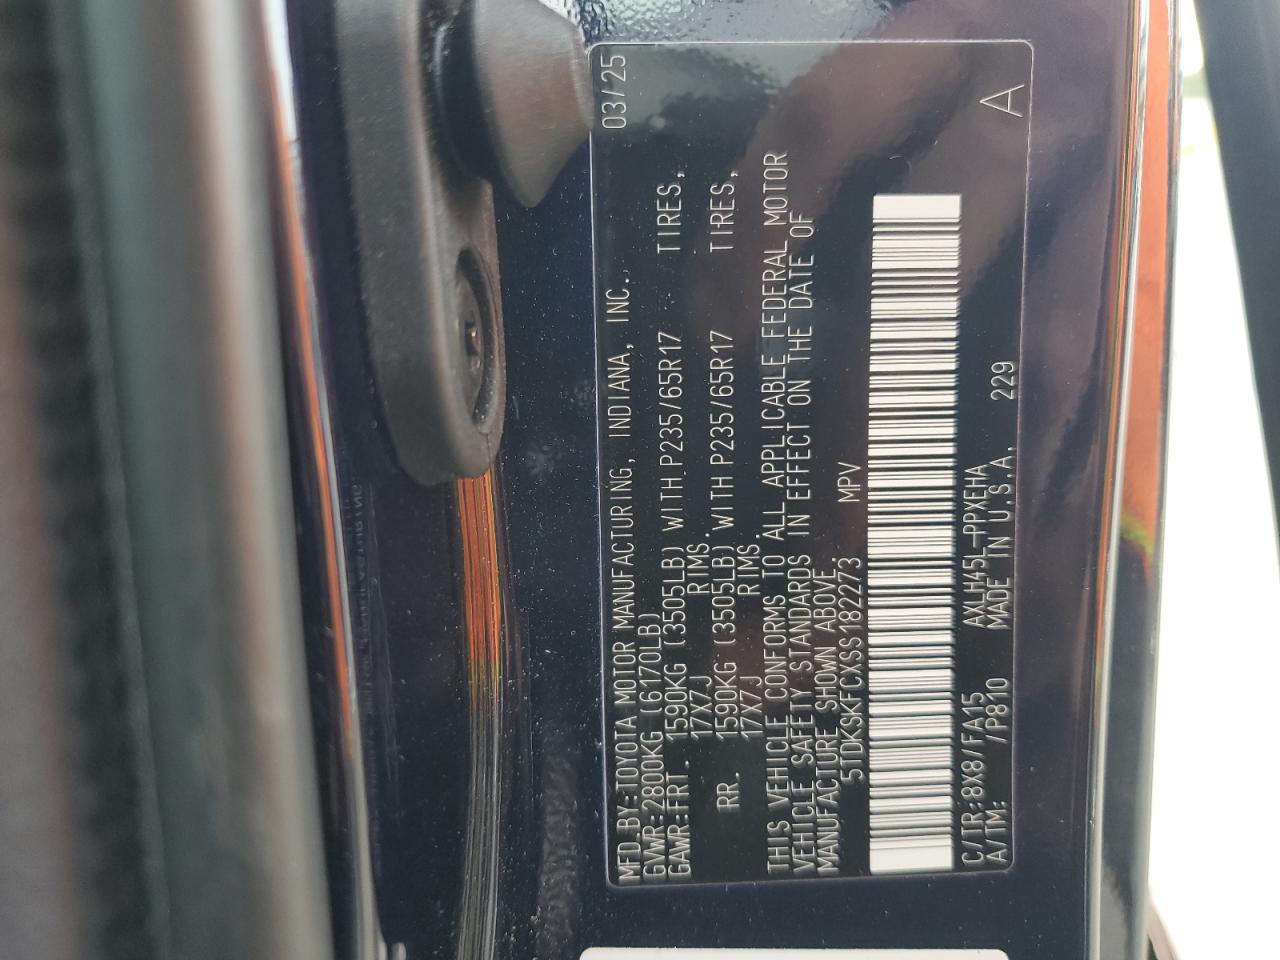 MFD.BY:TOYOTA MOTOR MANUFACTURING, INDIANA, INC. 03/25
GVWR:2800KG (6170LB)
GAWR:FRT. 1590KG (3505LB) WITH P235/65R17 TIRES,
17X7J RIMS.
RR. 1590KG (3505LB) WITH P235/65R17 TIRES,
17X7J RIMS.
THIS VEHICLE CONFORMS TO ALL APPLICABLE FEDERAL MOTOR
VEHICLE SAFETY STANDARDS IN EFFECT ON THE DATE OF
MANUFACTURE SHOWN ABOVE.
5TDKSKFCXSS182273 MPV
C/TR:8X8/FA15 AXLH45L-PPXEHA
A/TM: /P810 MADE IN U.S.A. 229 A